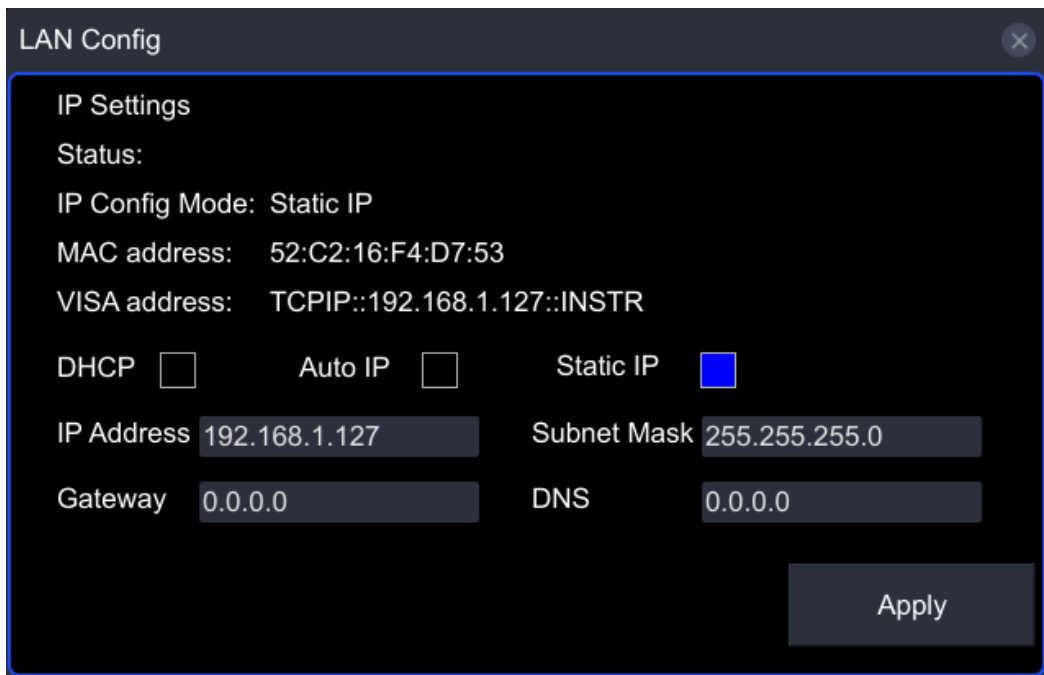 LAN Config
IP Settings
Status:
IP Config Mode: Static IP
MAC address: 52:C2:16:F4:D7:53
VISA address: TCPIP::192.168.1.127::INSTR
DHCP Auto IP Static IP
IP Address 192.168.1.127 Subnet Mask 255.255.255.0
Gateway 0.0.0.0 DNS 0.0.0.0
Apply